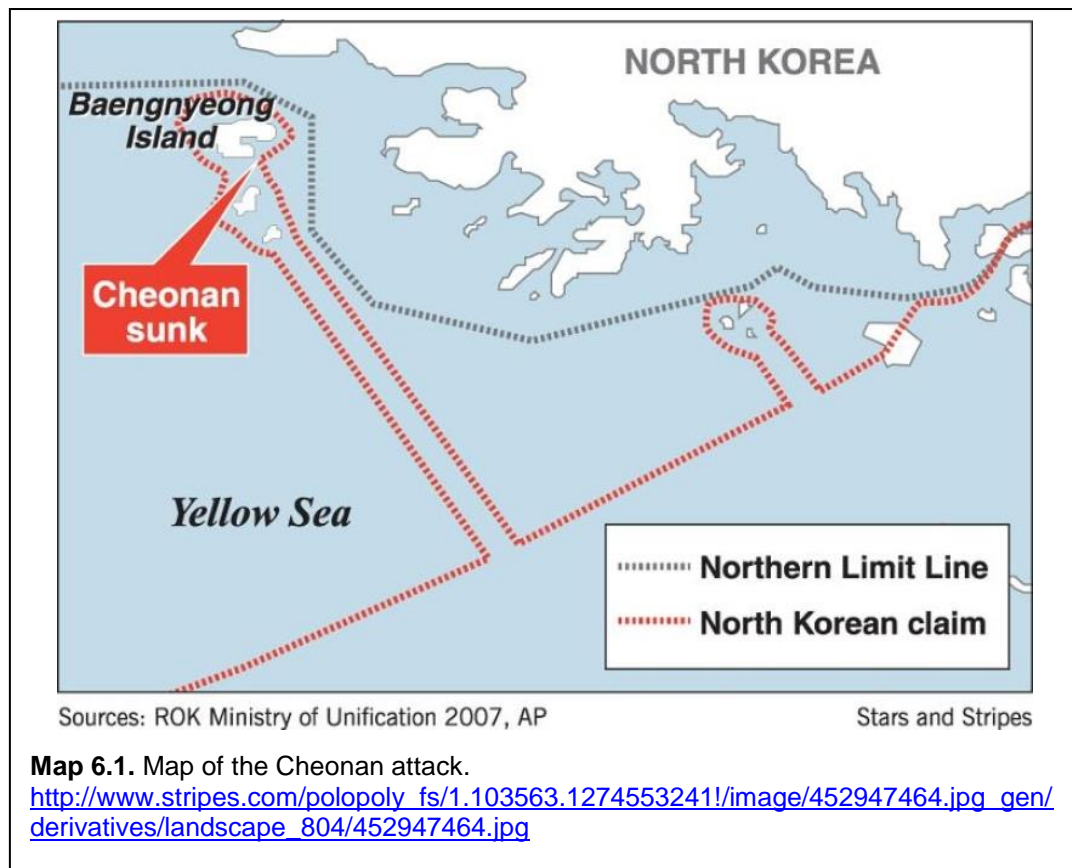 NORTH KOREA
Baengnyeong
Island
Cheonan
sunk
Yellow Sea
Northern Limit Line
North Korean claim
Sources: ROK Ministry of Unification 2007, AP
Stars and Stripes
Map 6.1. Map of the Cheonan attack.
http://www.stripes.com/polopoly_fs/1.103563.1274553241!/image/452947464.jpg_gen/
derivatives/landscape_804/452947464.jpg